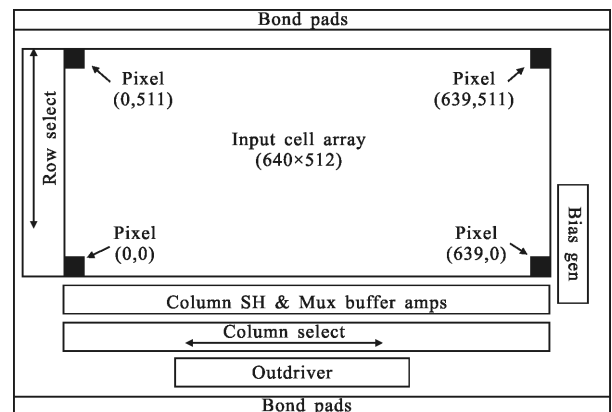 Bond pads
Pixel
(0,511)
Pixel
(639,511)
Row select
Input cell array
(640×512)
Pixel
(0,0)
Pixel
(639,0)
Bias gen
Column SH & Mux buffer amps
Column select
Outdriver
Bond pads